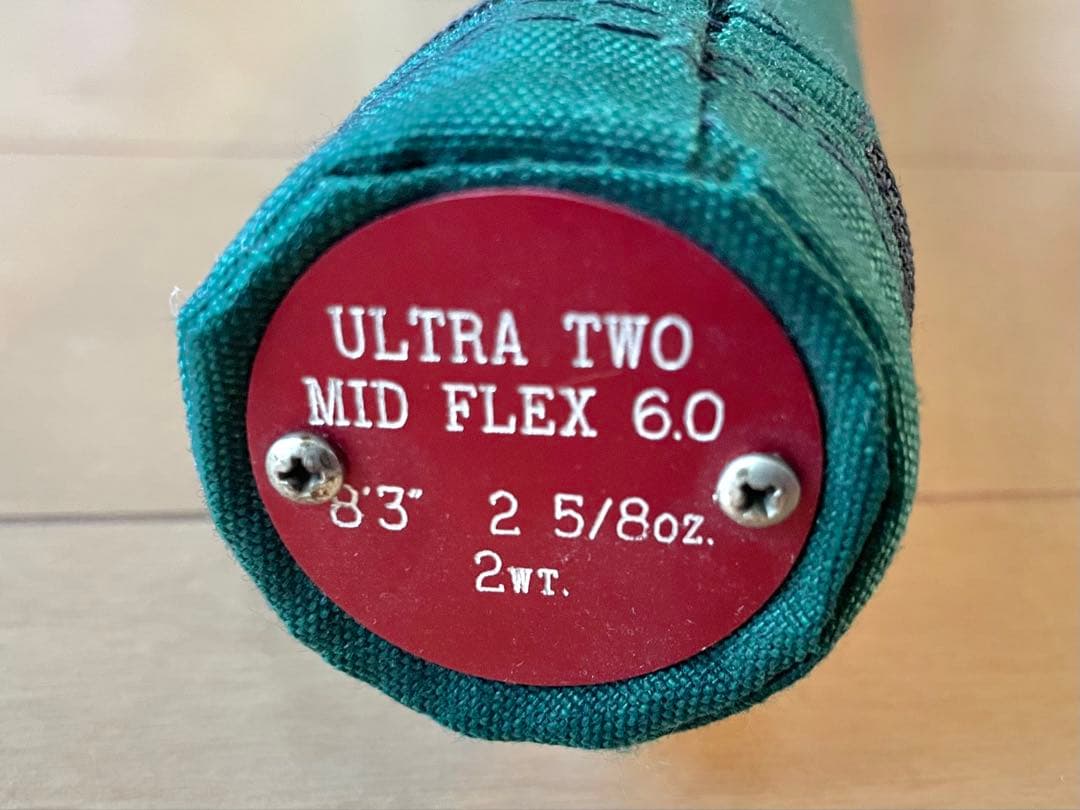 ULTRA TWO
MID FLEX 6.0
8'3" 2 5/8oz.
2WT.